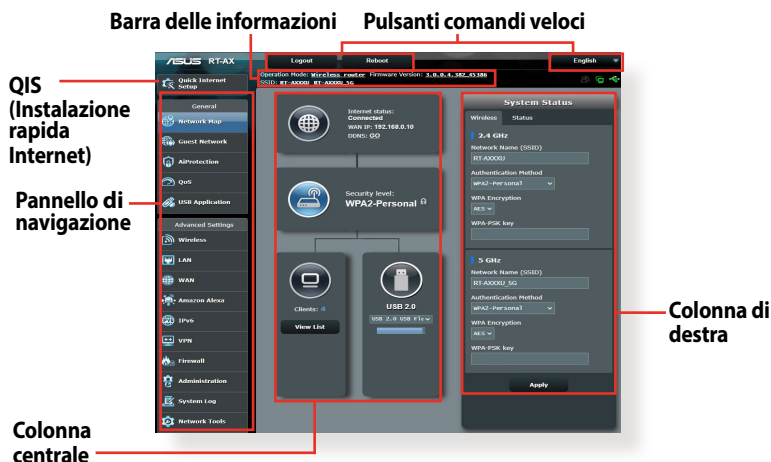 Barra delle informazioni
Pulsanti comandi veloci
QIS
(Instalazione
rapida
Internet)
Pannello di
navigazione
Colonna
centrale
Colonna di
destra
ASUS RT-AX
Logout
Reboot
English
Quick Internet
Setup
Operation Mode: Wireless router Firmware Version: 3.0.0.4.382_45386
SSID: RT-AXXXU RT-AXXXU_5G
General
Network Map
Guest Network
AiProtection
QoS
USB Application
Advanced Settings
Wireless
LAN
WAN
Amazon Alexa
IPv6
VPN
Firewall
Administration
System Log
Network Tools
Internet status:
Connected
WAN IP: 192.168.0.10
DDNS: GO
Security level:
WPA2-Personal
Clients: 4
View List
USB 2.0
USB 2.0 USB Fle
System Status
Wireless
Status
2.4 GHz
Network Name (SSID)
RT-AXXXU
Authentication Method
WPA2-Personal
WPA Encryption
AES
WPA-PSK key
5 GHz
Network Name (SSID)
RT-AXXXU_5G
Authentication Method
WPA2-Personal
WPA Encryption
AES
WPA-PSK key
Apply